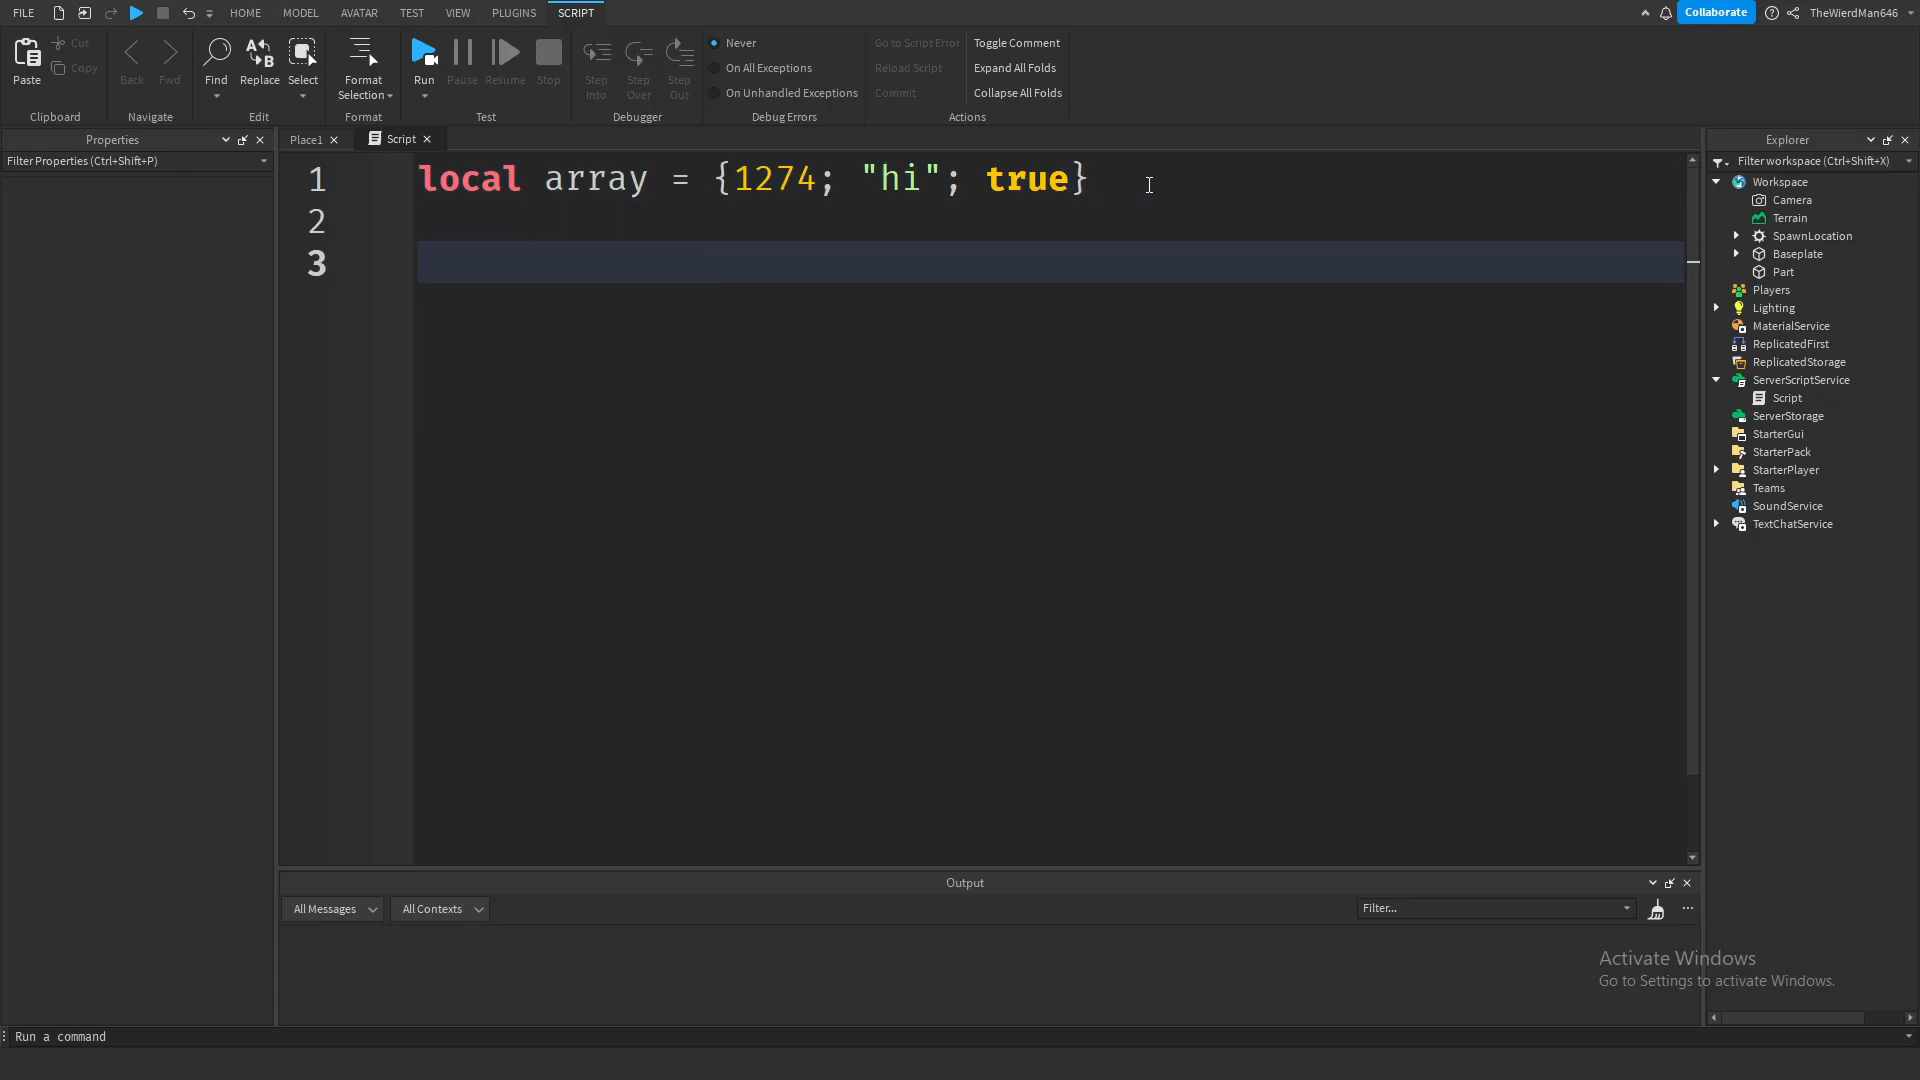 FILE HOME MODEL AVATAR TEST VIEW PLUGINS SCRIPT Collaborate TheWierdMan646
Paste Cut Copy
Clipboard
Back Fwd
Navigate
Find Replace Select
Edit
Format Selection
Format
Run Pause Resume Stop
Test
Step Into Step Over Step Out
Debugger
Never
On All Exceptions
On Unhandled Exceptions
Debug Errors
Go to Script Error
Reload Script
Commit
Toggle Comment
Expand All Folds
Collapse All Folds
Actions
Properties
Filter Properties (Ctrl+Shift+P)
Place1 Script
1 local array = {1274; "hi"; true}
2
3
Output
All Messages All Contexts Filter...
Explorer
Filter workspace (Ctrl+Shift+X)
Workspace
Camera
Terrain
SpawnLocation
Baseplate
Part
Players
Lighting
MaterialService
ReplicatedFirst
ReplicatedStorage
ServerScriptService
Script
ServerStorage
StarterGui
StarterPack
StarterPlayer
Teams
SoundService
TextChatService
Activate Windows
Go to Settings to activate Windows.
Run a command